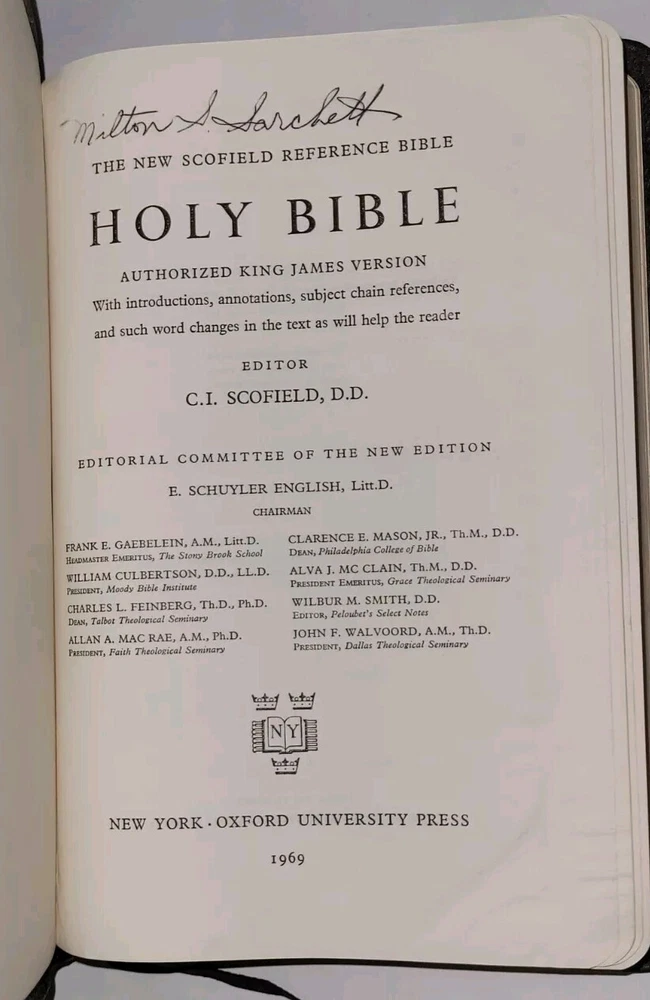 Milton S. Sarchett
THE NEW SCOFIELD REFERENCE BIBLE
HOLY BIBLE
AUTHORIZED KING JAMES VERSION
With introductions, annotations, subject chain references,
and such word changes in the text as will help the reader
EDITOR
C.I. SCOFIELD, D.D.
EDITORIAL COMMITTEE OF THE NEW EDITION
E. SCHUYLER ENGLISH, Litt.D.
CHAIRMAN
FRANK E. GAEBELEIN, A.M., Litt.D.
HEADMASTER EMERITUS, The Stony Brook School
WILLIAM CULBERTSON, D.D., LL.D.
PRESIDENT, Moody Bible Institute
CHARLES L. FEINBERG, Th.D., Ph.D.
DEAN, Talbot Theological Seminary
ALLAN A. MAC RAE, A.M., Ph.D.
PRESIDENT, Faith Theological Seminary
CLARENCE E. MASON, JR., Th.M., D.D.
DEAN, Philadelphia College of Bible
ALVA J. MC CLAIN, Th.M., D.D.
PRESIDENT EMERITUS, Grace Theological Seminary
WILBUR M. SMITH, D.D.
EDITOR, Peloubet's Select Notes
JOHN F. WALVOORD, A.M., Th.D.
PRESIDENT, Dallas Theological Seminary
NY
NEW YORK · OXFORD UNIVERSITY PRESS
1969